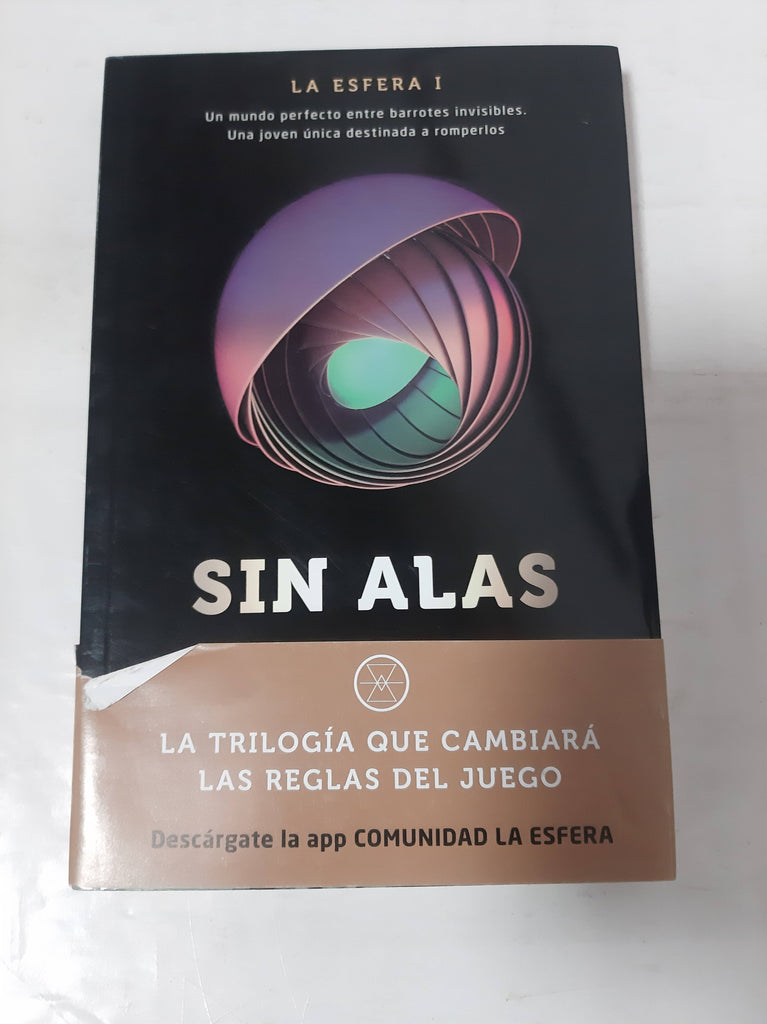 LA ESFERA I
Un mundo perfecto entre barrotes invisibles.
Una joven única destinada a romperlos
SIN ALAS
LA TRILOGÍA QUE CAMBIARÁ
LAS REGLAS DEL JUEGO
Descárgate la app COMUNIDAD LA ESFERA